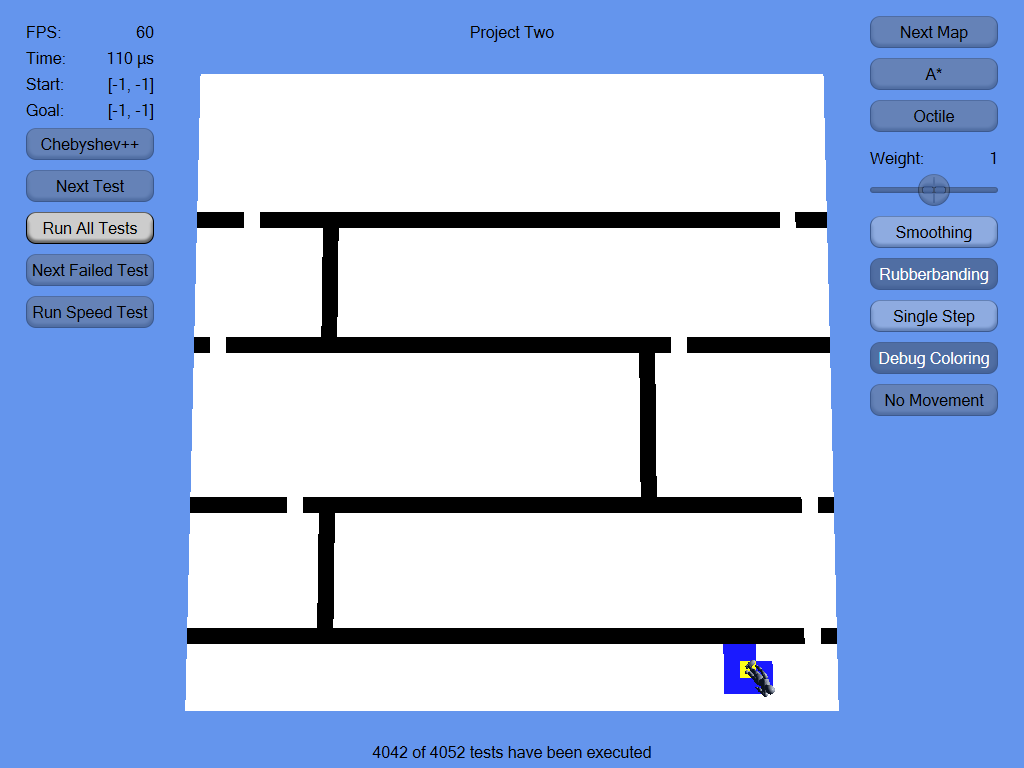 FPS: 60
Time: 110 µs
Start: [-1, -1]
Goal: [-1, -1]
Chebyshev++
Next Test
Run All Tests
Next Failed Test
Run Speed Test
Project Two
Next Map
A*
Octile
Weight: 1
Smoothing
Rubberbanding
Single Step
Debug Coloring
No Movement
4042 of 4052 tests have been executed